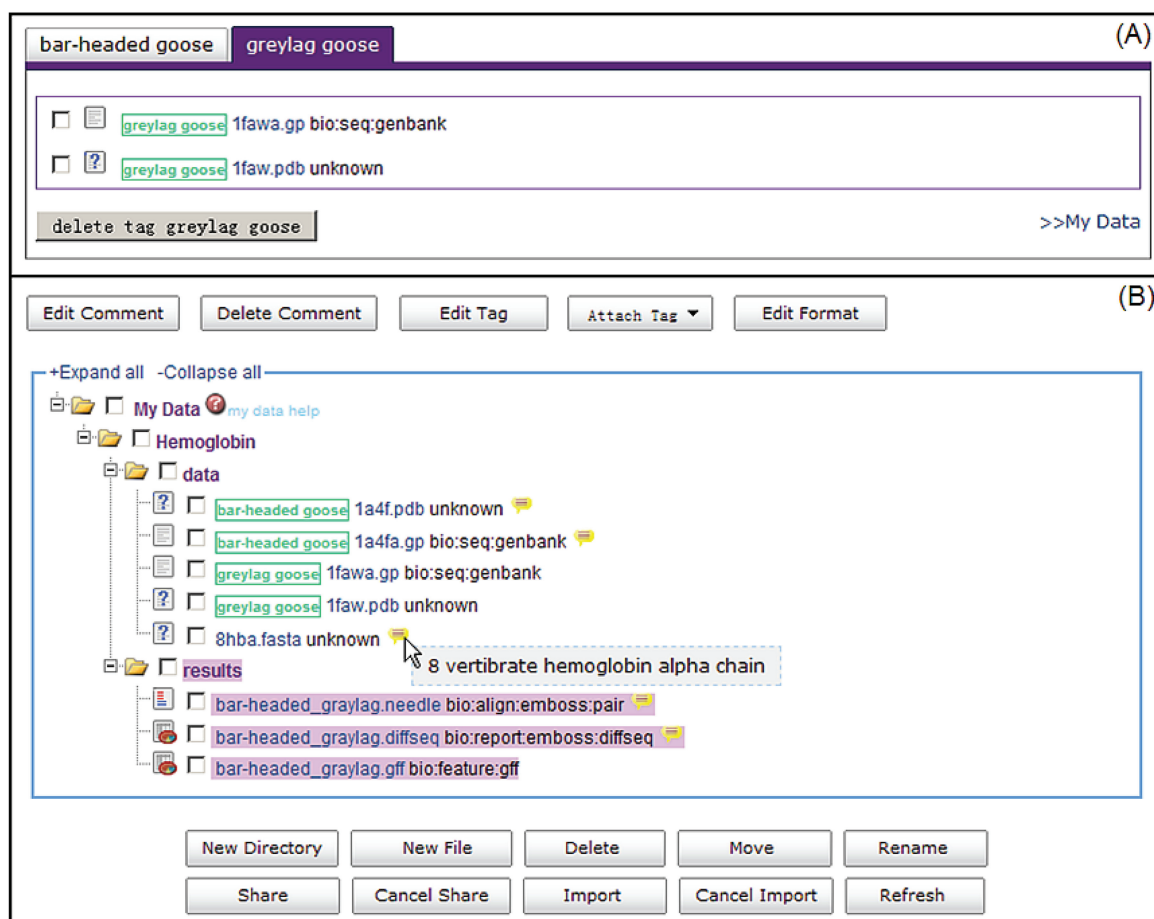 bar-headed goose greylag goose (A)
greylag goose 1fawa.gp bio:seq:genbank
greylag goose 1faw.pdb unknown
delete tag greylag goose >>My Data
(B)
Edit Comment Delete Comment Edit Tag Attach Tag Edit Format
+Expand all -Collapse all
My Data my data help
Hemoglobin
data
bar-headed goose 1a4f.pdb unknown
bar-headed goose 1a4fa.gp bio:seq:genbank
greylag goose 1fawa.gp bio:seq:genbank
greylag goose 1faw.pdb unknown
8hba.fasta unknown
8 vertibrate hemoglobin alpha chain
results
bar-headed_graylag.needle bio:align:emboss:pair
bar-headed_graylag.diffseq bio:report:emboss:diffseq
bar-headed_graylag.gff bio:feature:gff
New Directory New File Delete Move Rename
Share Cancel Share Import Cancel Import Refresh